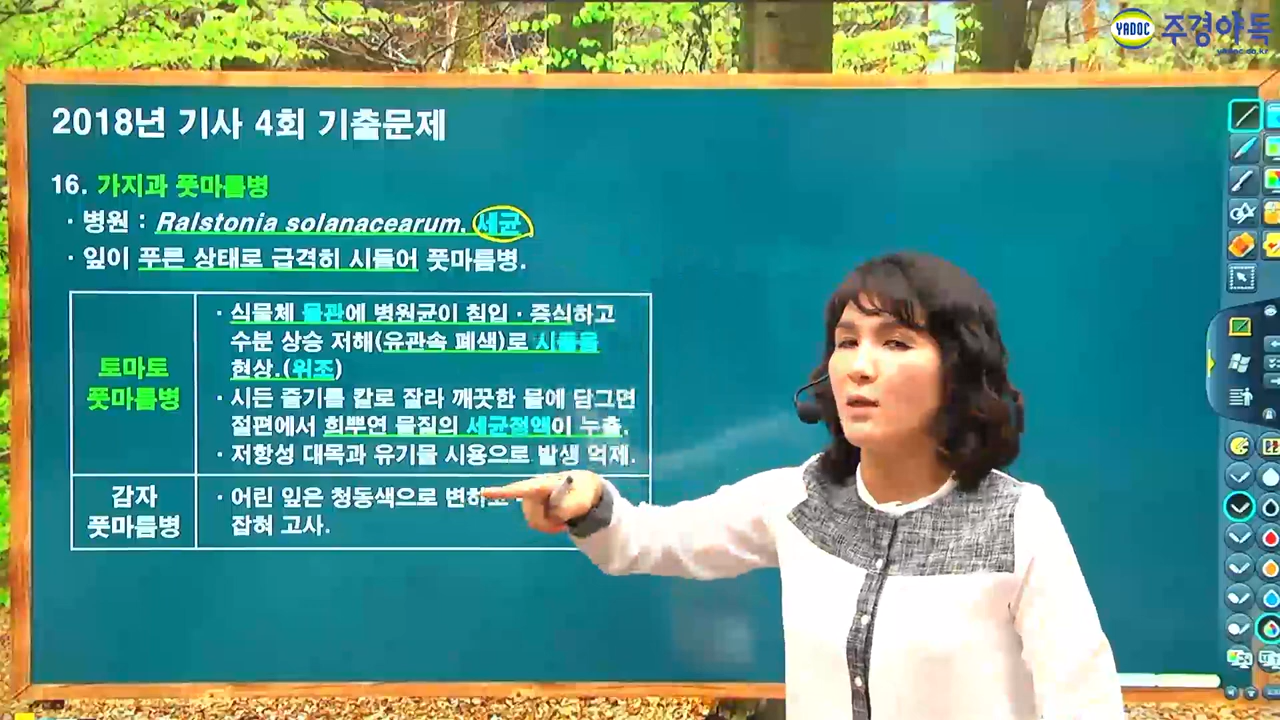 YADOC 주경야독
yadoc.co.kr
2018년 기사 4회 기출문제
16. 가지과 풋마름병
· 병원 : Ralstonia solanacearum. 세균
· 잎이 푸른 상태로 급격히 시들어 풋마름병.
토마토
풋마름병
· 식물체 물관에 병원균이 침입 · 증식하고
수분 상승 저해(유관속 폐색)로 시들음
현상.(위조)
· 시든 줄기를 칼로 잘라 깨끗한 물에 담그면
절편에서 희뿌연 물질의 세균점액이 누출.
· 저항성 대목과 유기물 시용으로 발생 억제.
감자
풋마름병
· 어린 잎은 청동색으로 변하고
잡혀 고사.